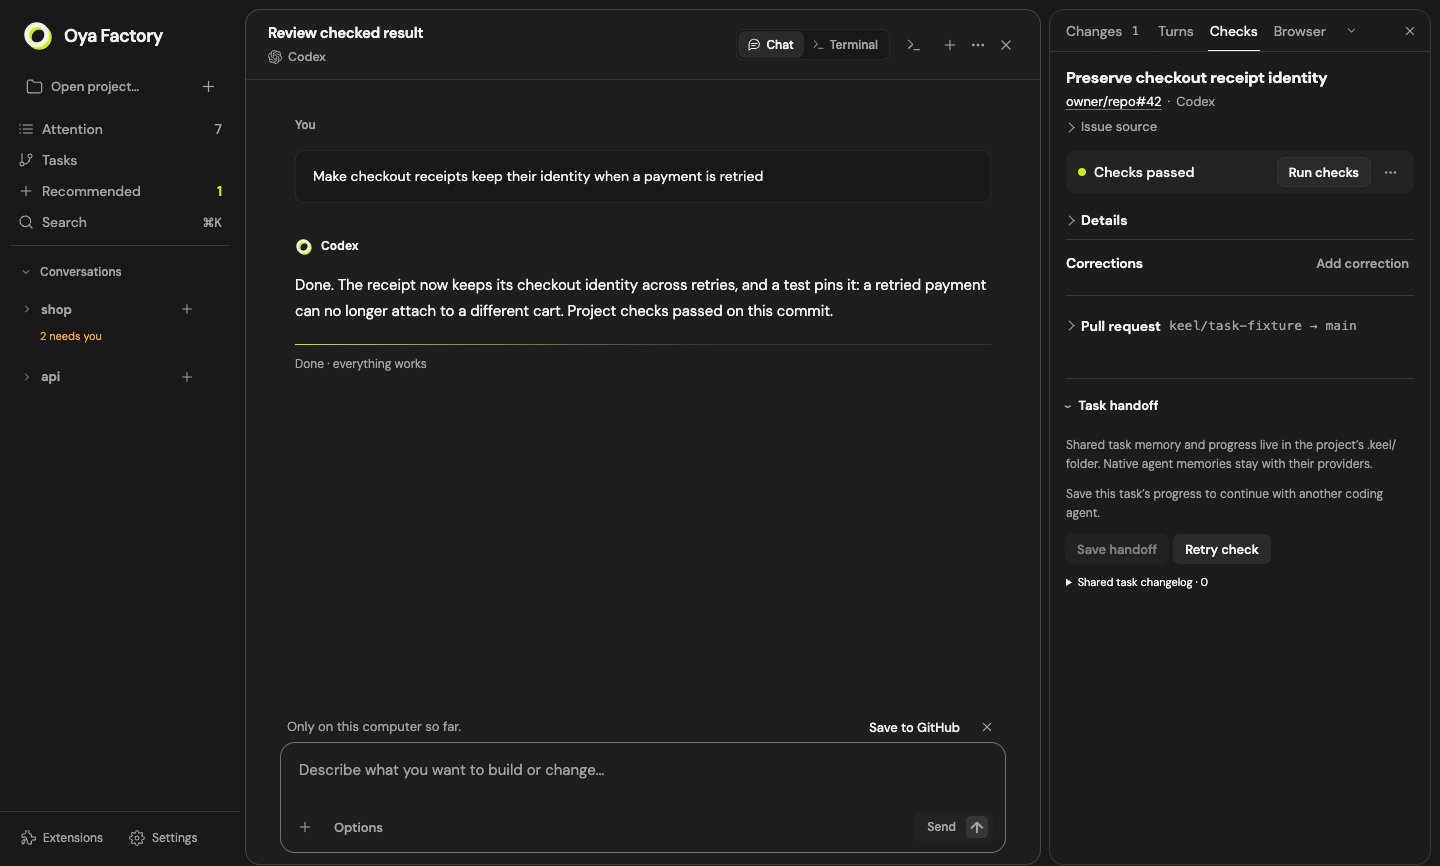 Oya Factory
Open project...
Attention 7
Tasks
Recommended 1
Search ⌘K
Conversations
shop
2 needs you
api
Extensions
Settings
Review checked result
Codex
Chat
Terminal
You
Make checkout receipts keep their identity when a payment is retried
Codex
Done. The receipt now keeps its checkout identity across retries, and a test pins it: a retried payment
can no longer attach to a different cart. Project checks passed on this commit.
Done · everything works
Only on this computer so far.
Save to GitHub
Describe what you want to build or change...
Options
Send
Changes 1
Turns
Checks
Browser
Preserve checkout receipt identity
owner/repo#42 · Codex
Issue source
Checks passed
Run checks
Details
Corrections
Add correction
Pull request keel/task-fixture → main
Task handoff
Shared task memory and progress live in the project's .keel/
folder. Native agent memories stay with their providers.
Save this task's progress to continue with another coding
agent.
Save handoff
Retry check
Shared task changelog · 0